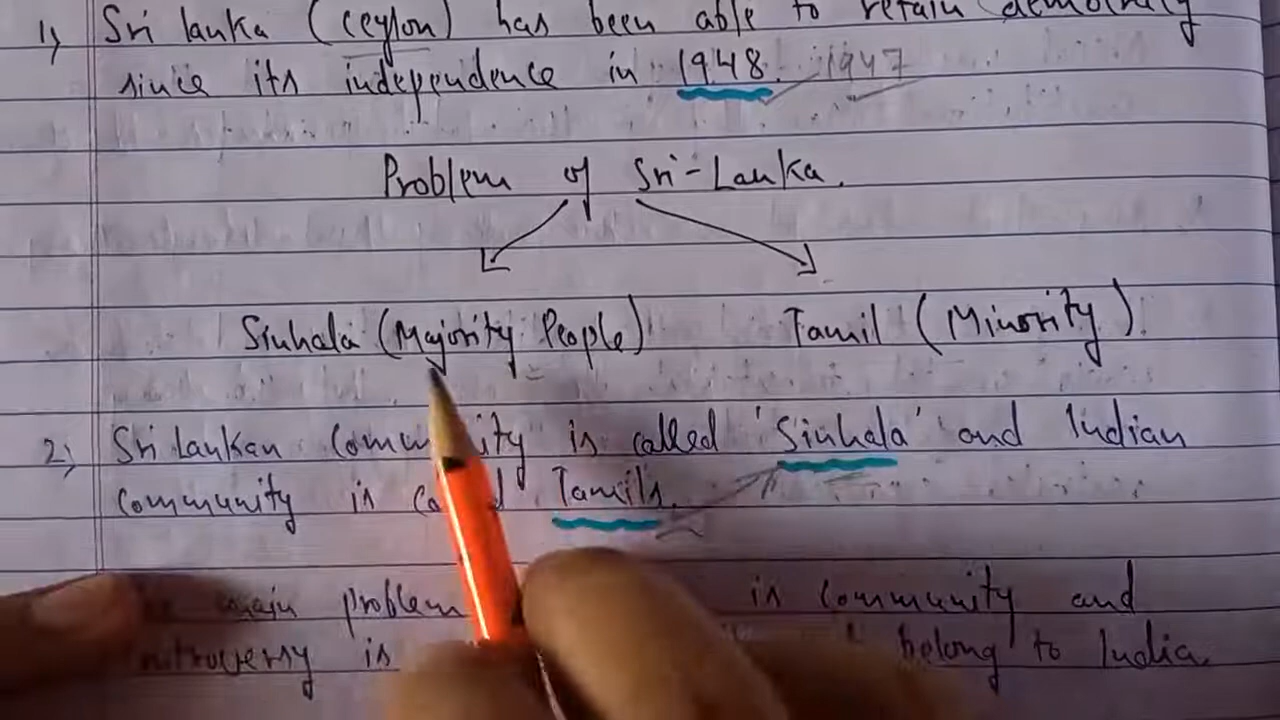 1) Sri lanka (ceylon) has been able to retain democracy
since its independence in 1948. 1947
Problem of Sri-Lanka.
Sinhala (Majority People) Tamil (Minority).
2) Sri Lankan community is called 'Sinhala' and Indian
community is Tamils.
main problem in community and
is belong to India.